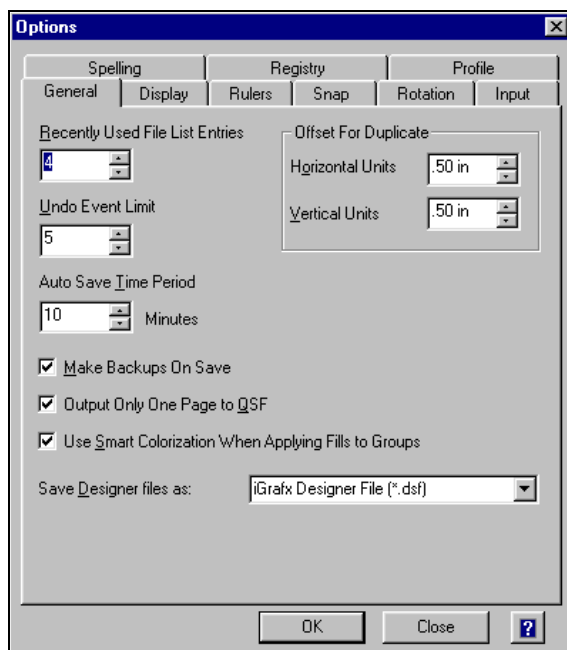 Options
Spelling Registry Profile
General Display Rulers Snap Rotation Input
Recently Used File List Entries
4
Offset For Duplicate
Horizontal Units .50 in
Vertical Units .50 in
Undo Event Limit
5
Auto Save Time Period
10 Minutes
Make Backups On Save
Output Only One Page to QSF
Use Smart Colorization When Applying Fills to Groups
Save Designer files as: iGrafx Designer File (*.dsf)
OK Close ?